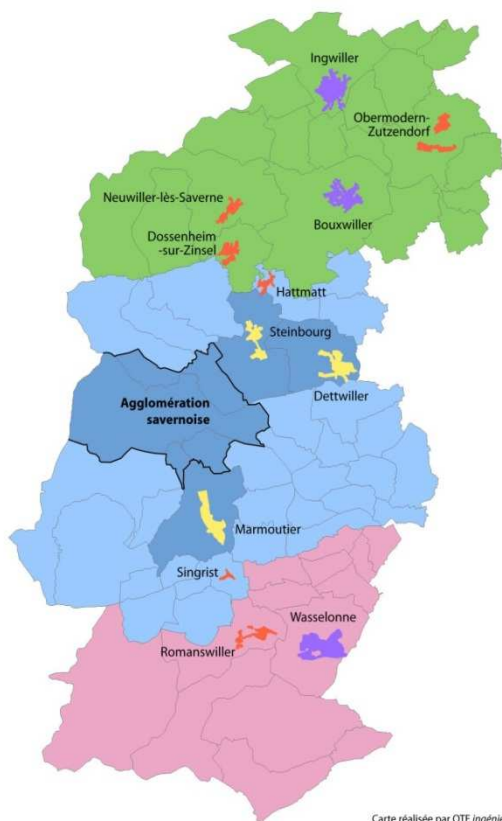 Ingwiller
Obermodern-
Zutzendorf
Neuwiller-lès-Saverne
Bouxwiller
Dossenheim
-sur-Zinsel
Hattmatt
Steinbourg
Dettwiller
Agglomération
savernoise
Marmoutier
Singrist
Wasselonne
Romanswiller
Carte réalisée par OTE